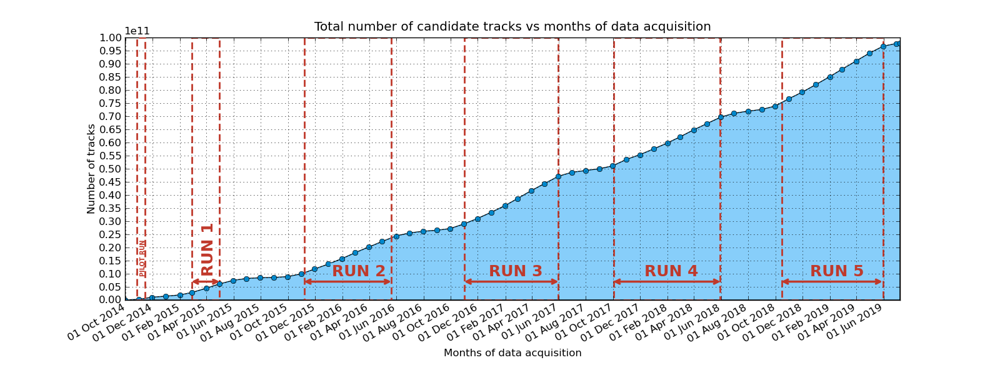 Total number of candidate tracks vs months of data acquisition
1e11
1.00
0.95
0.90
0.85
0.80
0.75
0.70
0.65
0.60
0.55
0.50
0.45
0.40
0.35
0.30
0.25
0.20
0.15
0.10
0.05
0.00
Number of tracks
PILOT RUN
RUN 1
RUN 2
RUN 3
RUN 4
RUN 5
01 Oct 2014
01 Dec 2014
01 Feb 2015
01 Apr 2015
01 Jun 2015
01 Aug 2015
01 Oct 2015
01 Dec 2015
01 Feb 2016
01 Apr 2016
01 Jun 2016
01 Aug 2016
01 Oct 2016
01 Dec 2016
01 Feb 2017
01 Apr 2017
01 Jun 2017
01 Aug 2017
01 Oct 2017
01 Dec 2017
01 Feb 2018
01 Apr 2018
01 Jun 2018
01 Aug 2018
01 Oct 2018
01 Dec 2018
01 Feb 2019
01 Apr 2019
01 Jun 2019
Months of data acquisition